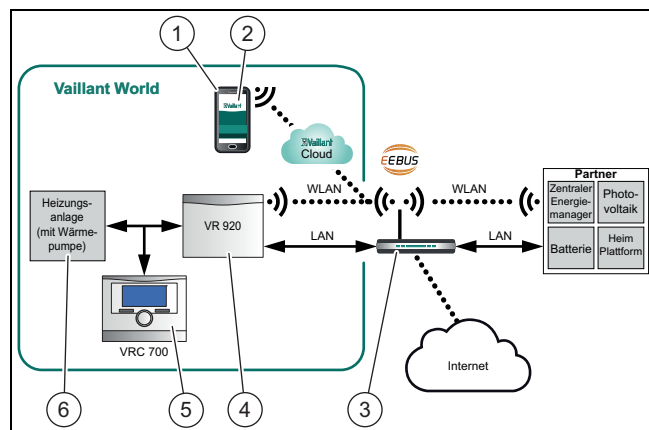 1
2
Vaillant World
Vaillant
Vaillant
Cloud
EEBUS
WLAN
WLAN
Partner
Zentraler
Energie-
manager
Photo-
voltaik
Batterie
Heim
Plattform
Heizungs-
anlage
(mit Wärme-
pumpe)
VR 920
LAN
LAN
VRC 700
Internet
6
5
4
3